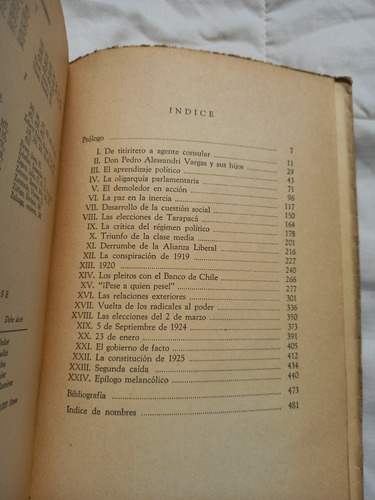 Debe decir
INDICE
Prólogo 7
I. De titiritero a agente consular 11
II. Don Pedro Alessandri Vargas y sus hijos 29
III. El aprendizaje político 43
IV. La oligarquía parlamentaria 71
V. El demoledor en acción 96
VI. La paz en la inercia 117
VII. Desarrollo de la cuestión social 150
VIII. Las elecciones de Tarapacá 164
IX. La crítica del régimen político 178
X. Triunfo de la clase media 201
XI. Derrumbe de la Alianza Liberal 216
XII. La conspiración de 1919 227
XIII. 1920 240
XIV. Los pleitos con el Banco de Chile 266
XV. "¡Pese a quien pese!" 277
XVI. Las relaciones exteriores 301
XVII. Vuelta de los radicales al poder 336
XVIII. Las elecciones del 2 de marzo 350
XIX. 5 de Septiembre de 1924 373
XX. 23 de enero 391
XXI. El gobierno de facto 405
XXII. La constitución de 1925 412
XXIII. Segunda caída 434
XXIV. Epílogo melancólico 440
Bibliografía 473
Indice de nombres 481